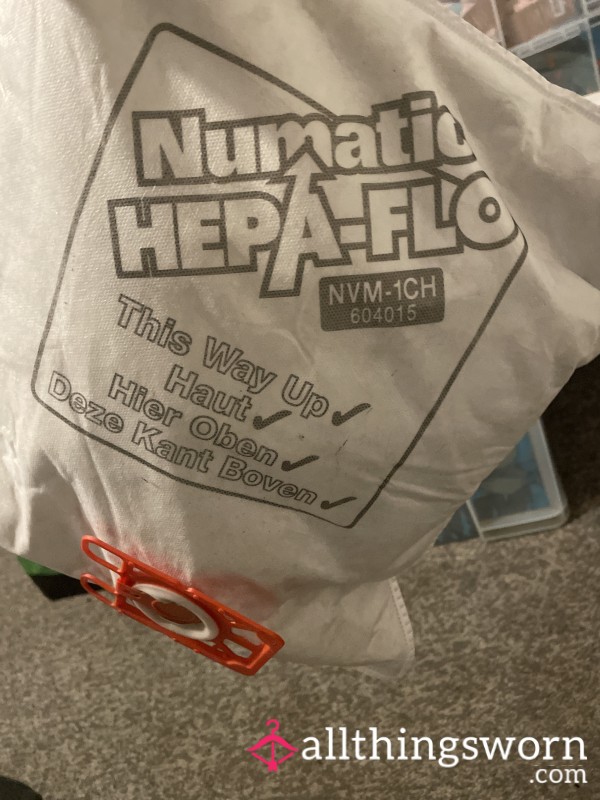 Numatic
HEPA-FLO
NVM-1CH
604015
This Way Up ✓
Haut ✓
Hier Oben ✓
Deze Kant Boven ✓
allthingsworn
.com